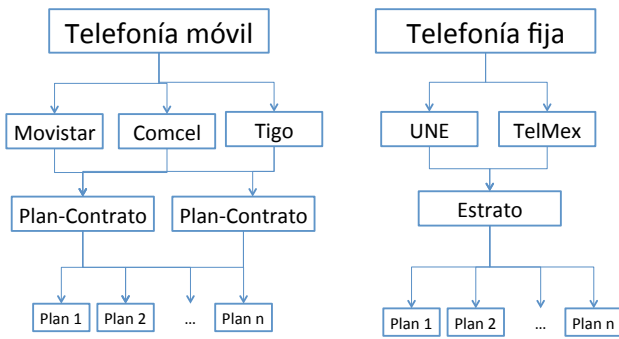 Telefonía móvil
Telefonía fija
Movistar
Comcel
Tigo
UNE
TelMex
Plan-Contrato
Plan-Contrato
Estrato
Plan 1
Plan 2
...
Plan n
Plan 1
Plan 2
...
Plan n